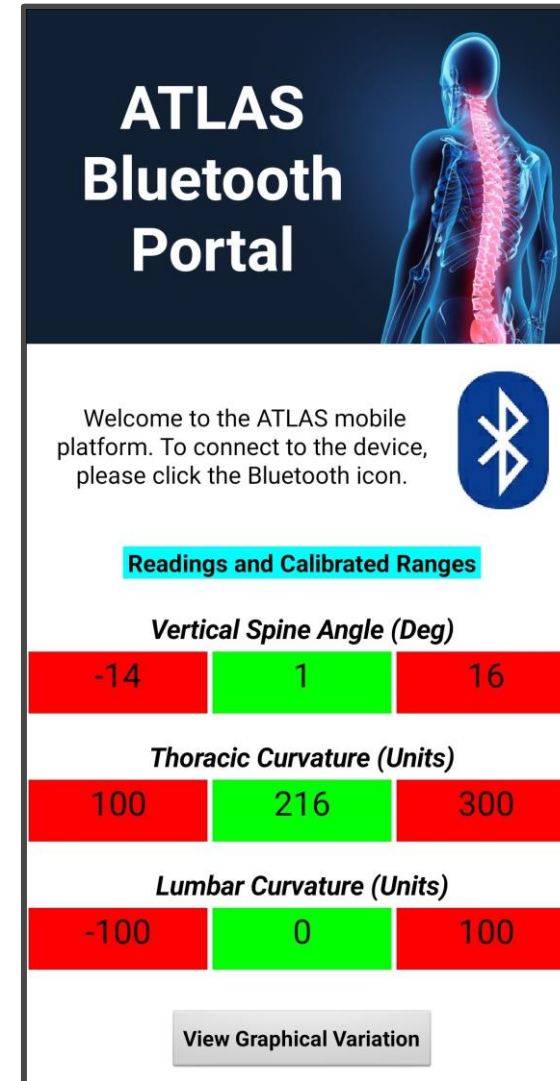 ATLAS
Bluetooth
Portal
Welcome to the ATLAS mobile
platform. To connect to the device,
please click the Bluetooth icon.
Readings and Calibrated Ranges
Vertical Spine Angle (Deg)
-14 1 16
Thoracic Curvature (Units)
100 216 300
Lumbar Curvature (Units)
-100 0 100
View Graphical Variation